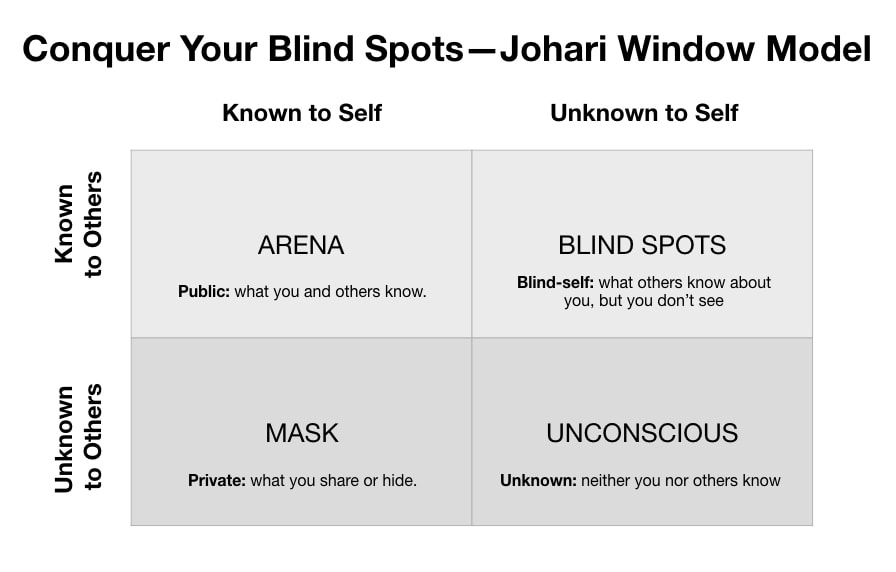 Conquer Your Blind Spots—Johari Window Model
Known to Self
Unknown to Self
Known
to Others
ARENA
Public: what you and others know.
BLIND SPOTS
Blind-self: what others know about
you, but you don’t see
Unknown
to Others
MASK
Private: what you share or hide.
UNCONSCIOUS
Unknown: neither you nor others know